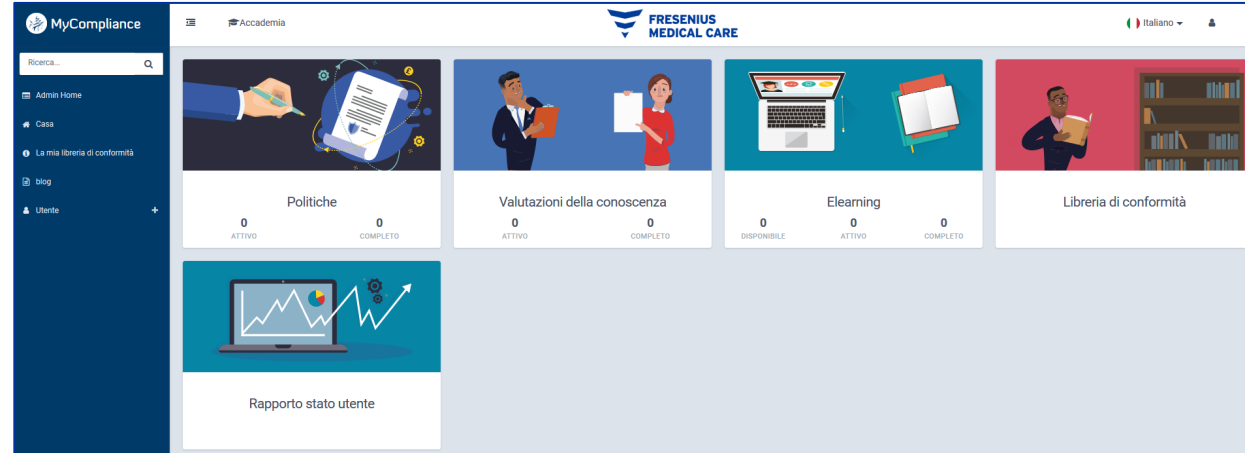 MyCompliance
Accademia
FRESENIUS
MEDICAL CARE
Italiano
Ricerca...
Admin Home
Casa
La mia libreria di conformità
blog
Utente
Politiche
0
ATTIVO
0
COMPLETO
Valutazioni della conoscenza
0
ATTIVO
0
COMPLETO
Elearning
0
DISPONIBILE
0
ATTIVO
0
COMPLETO
Libreria di conformità
Rapporto stato utente